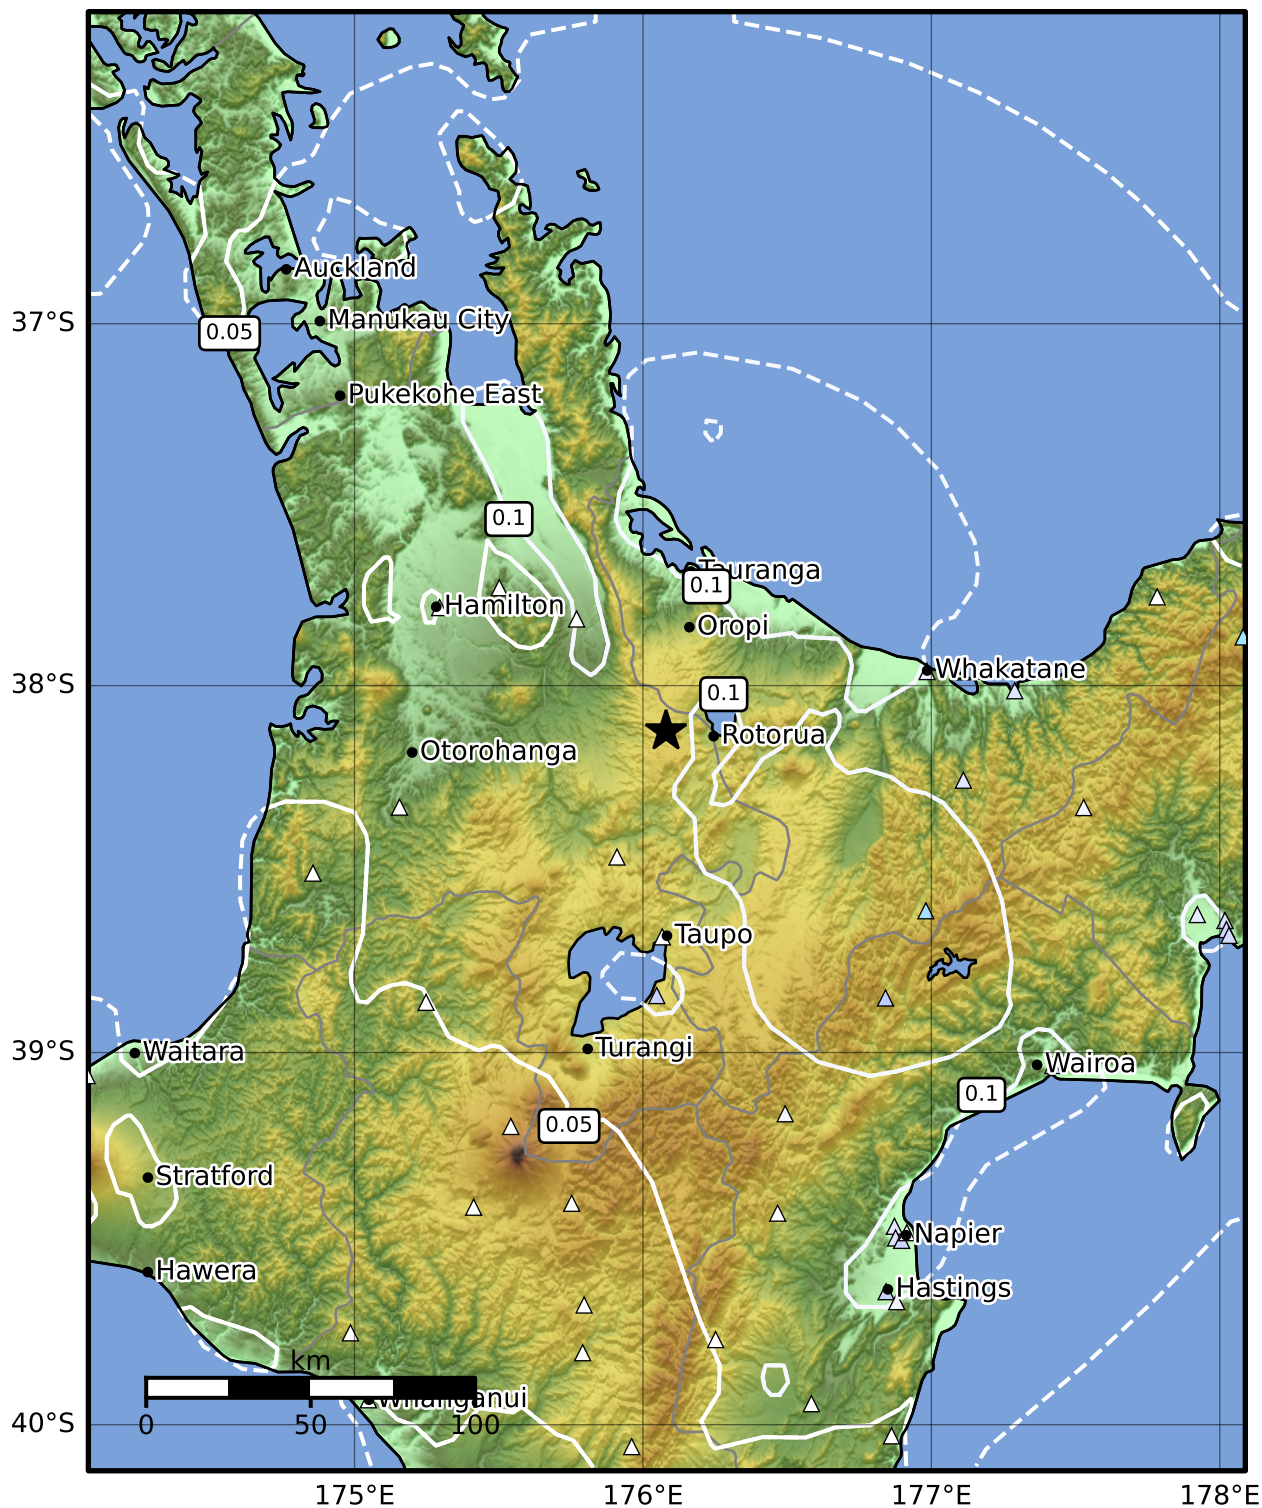 Auckland
37°S
0.05
Manukau City
Pukekohe East
0.1
Tauranga
0.1
Hamilton
Oropi
Whakatane
38°S
0.1
Rotorua
Otorohanga
Taupo
Turangi
39°S
Waitara
Wairoa
0.1
0.05
Stratford
Napier
Hawera
Hastings
km
Whanganui
0 50 100
40°S
175°E 176°E 177°E 178°E